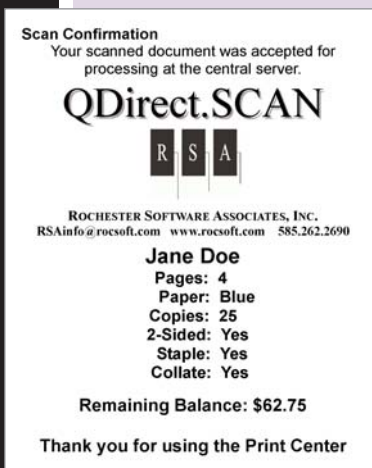 Scan Confirmation
Your scanned document was accepted for
processing at the central server.
QDirect.SCAN
R S A
ROCHESTER SOFTWARE ASSOCIATES, INC.
RSAinfo@rocsoft.com www.rocsoft.com 585.262.2690
Jane Doe
Pages: 4
Paper: Blue
Copies: 25
2-Sided: Yes
Staple: Yes
Collate: Yes
Remaining Balance: $62.75
Thank you for using the Print Center